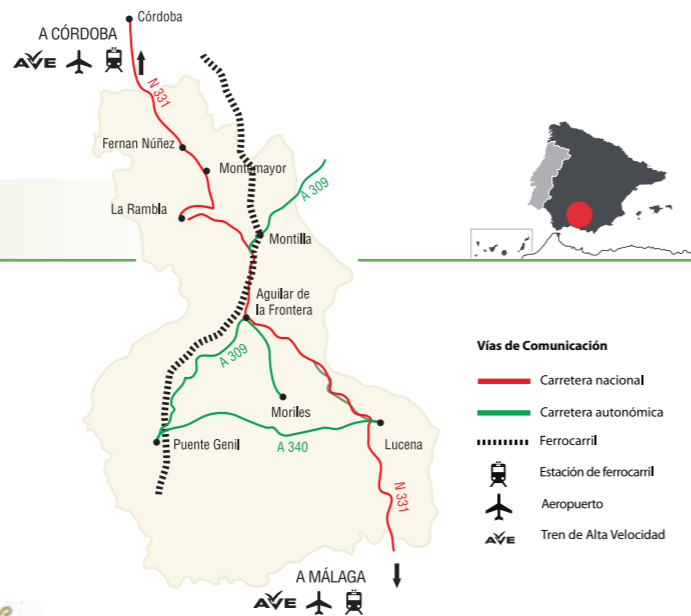 Córdoba
A CÓRDOBA
AVE
N 331
Fernan Núñez
Montemayor
A 309
La Rambla
Montilla
Aguilar de
la Frontera
A 309
Moriles
Puente Genil
A 340
Lucena
N 331
A MÁLAGA
AVE
Vías de Comunicación
Carretera nacional
Carretera autonómica
Ferrocarril
Estación de ferrocarril
Aeropuerto
AVE
Tren de Alta Velocidad